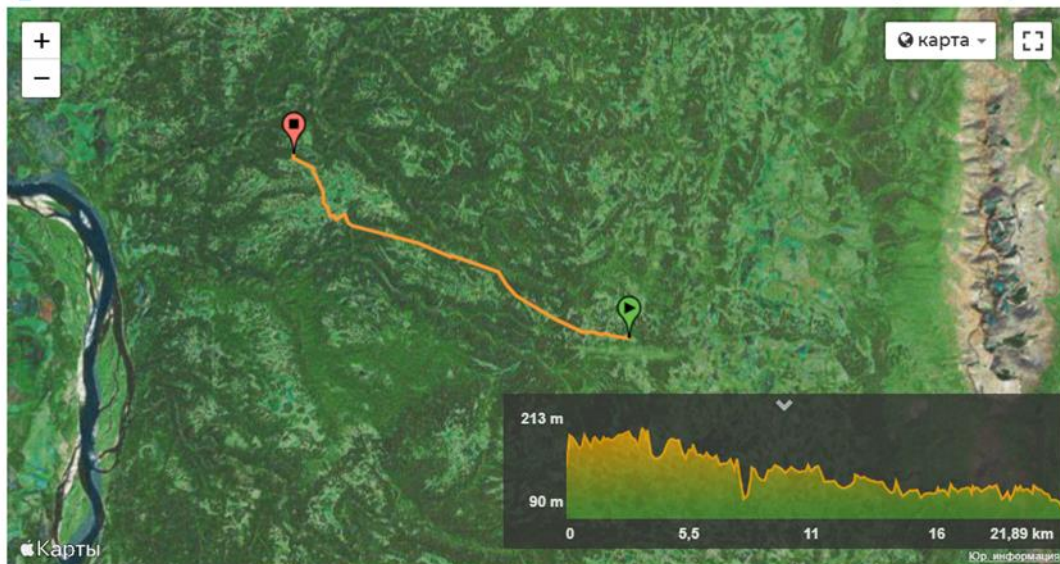 +
карта
−
213 m
90 m
0 5,5 11 16 21,89 km
Карты
Юр. информация